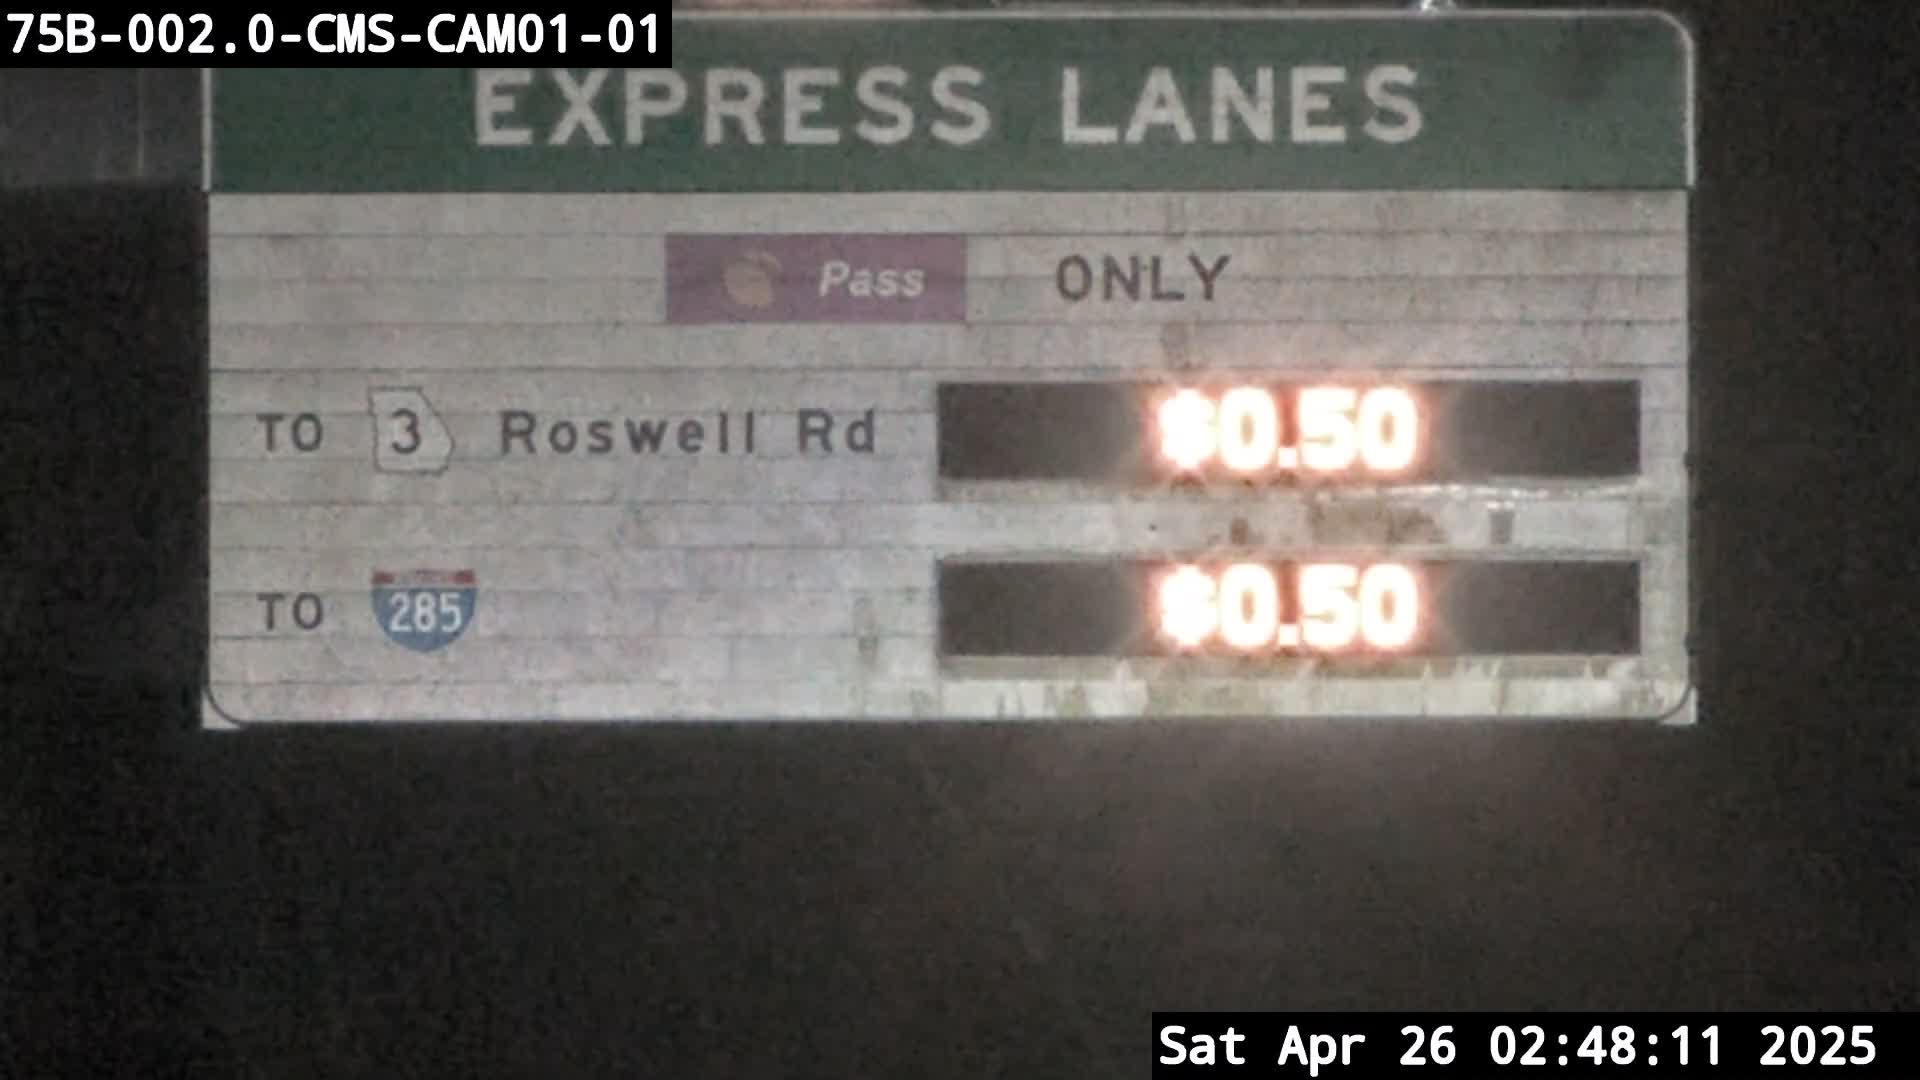 75B-002.0-CMS-CAM01-01
EXPRESS LANES
Pass ONLY
TO 3 Roswell Rd $0.50
TO 285 $0.50
Sat Apr 26 02:48:11 2025